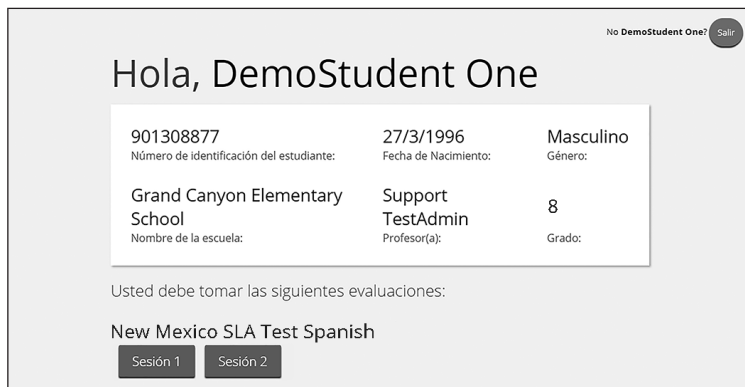 No DemoStudent One? Salir
Hola, DemoStudent One
901308877 27/3/1996 Masculino
Número de identificación del estudiante: Fecha de Nacimiento: Género:
Grand Canyon Elementary
School
Support
TestAdmin
8
Nombre de la escuela: Profesor(a): Grado:
Usted debe tomar las siguientes evaluaciones:
New Mexico SLA Test Spanish
Sesión 1 Sesión 2